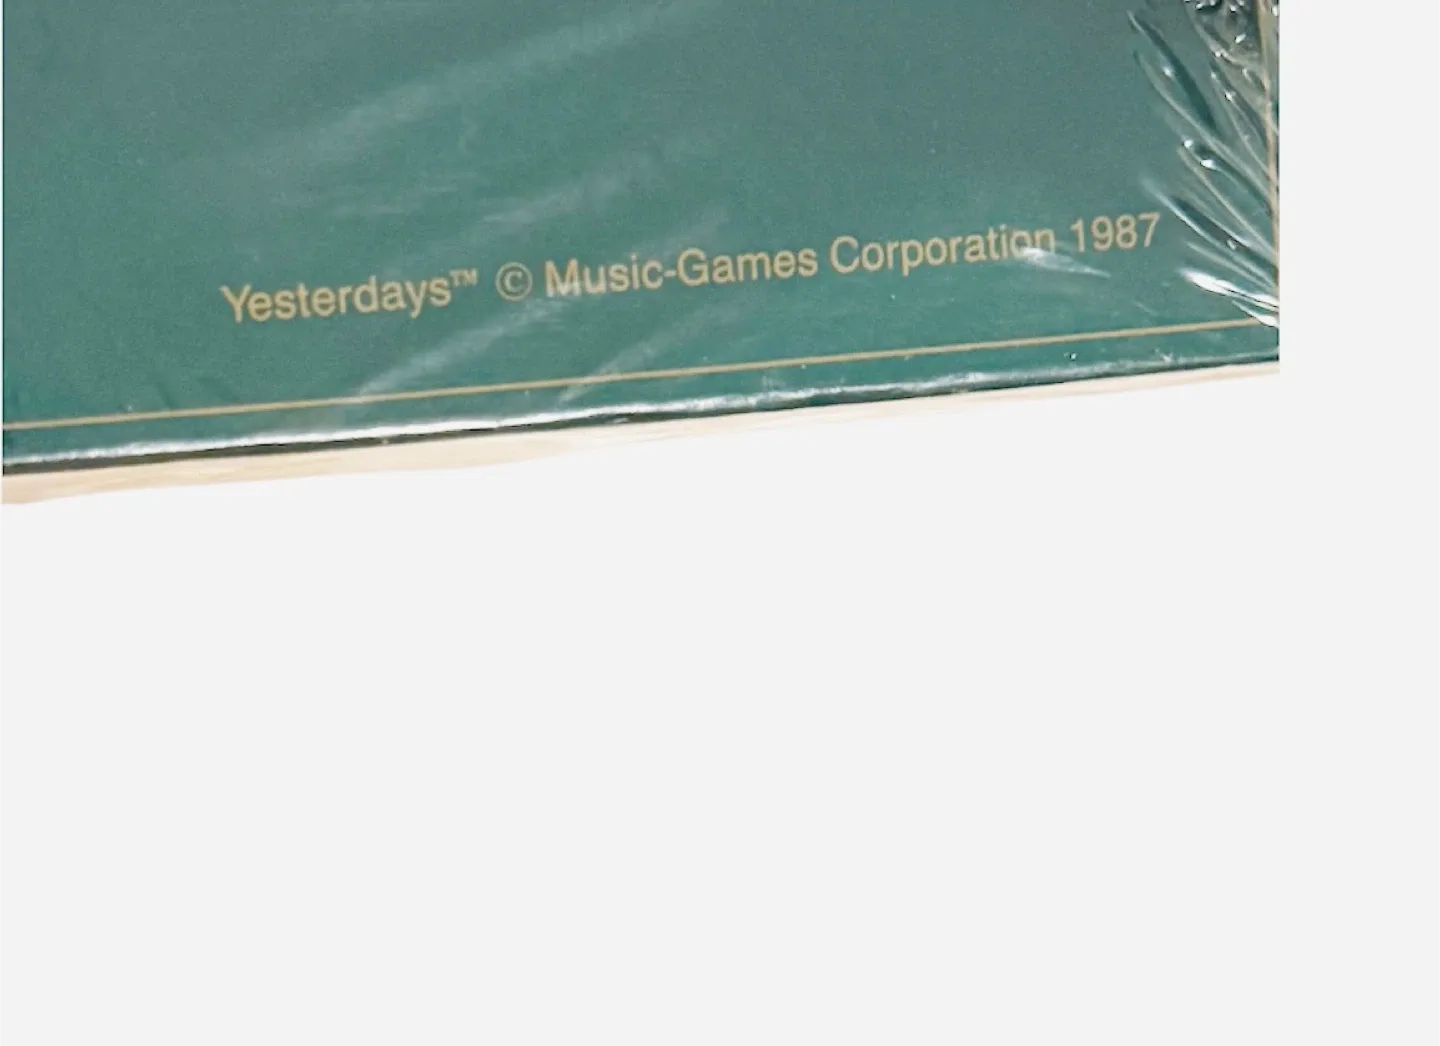 Yesterdays™ © Music-Games Corporation 1987